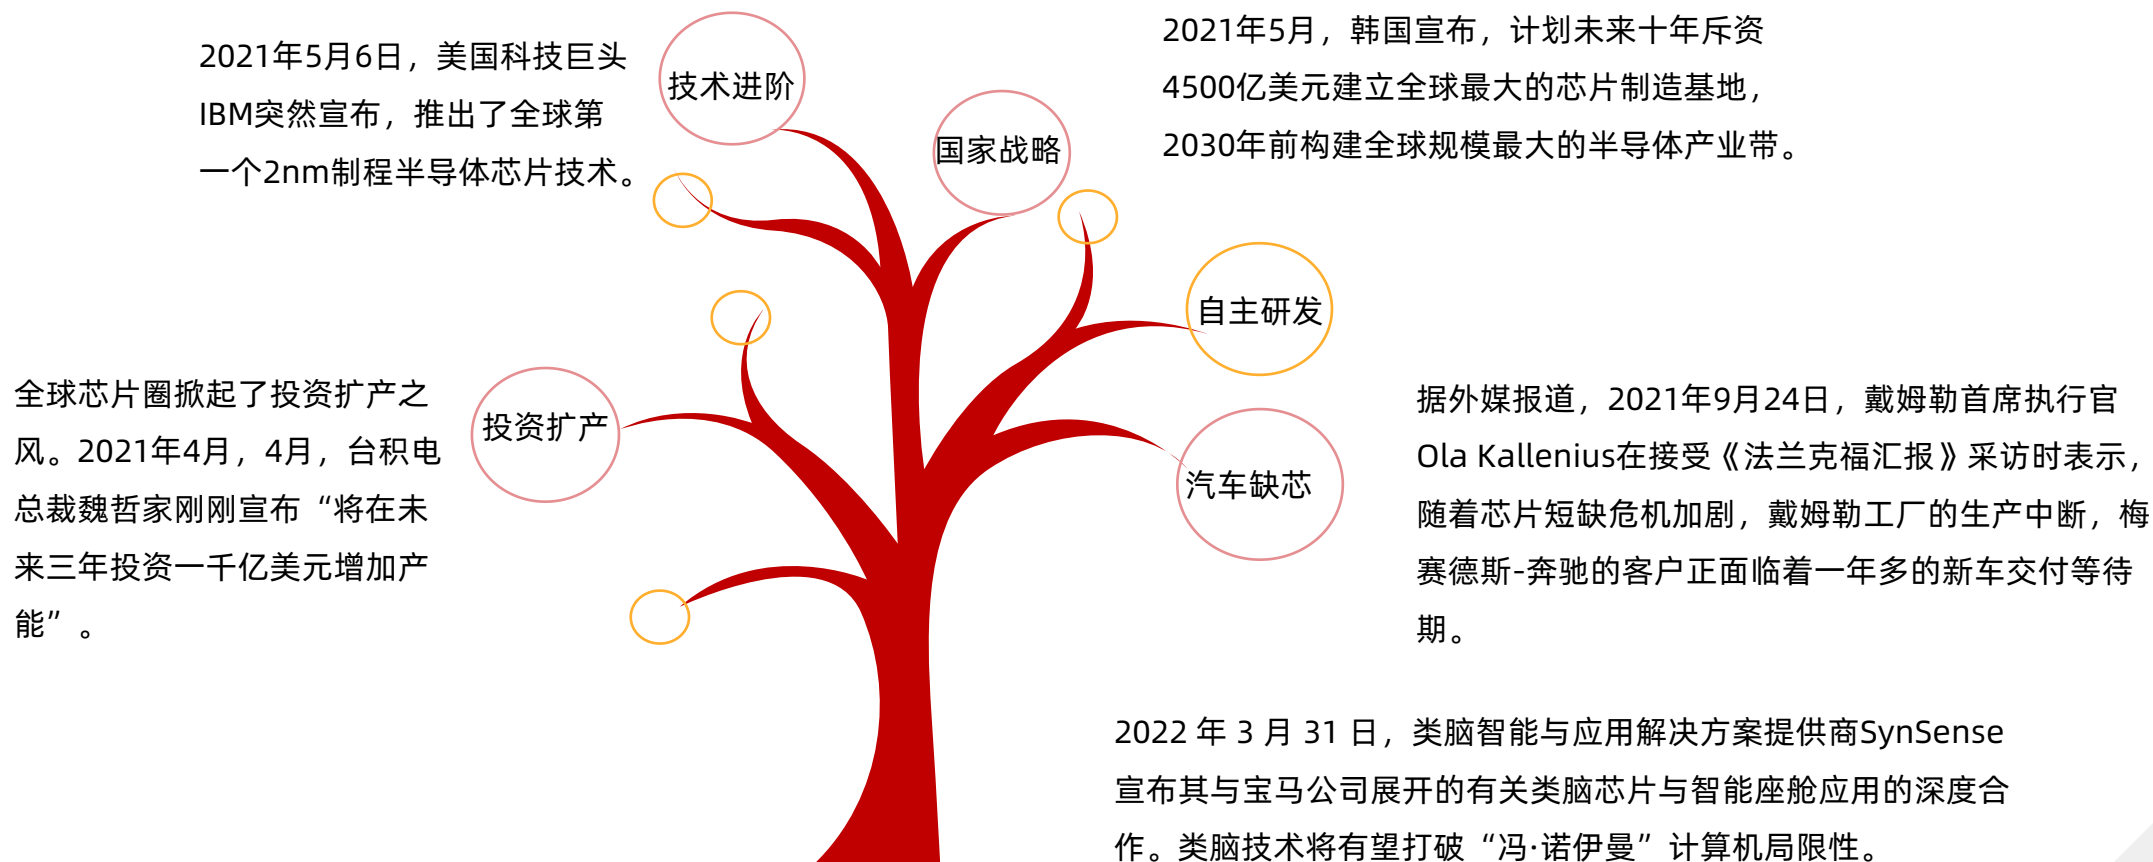 2021年5月6日，美国科技巨头
IBM突然宣布，推出了全球第
一个2nm制程半导体芯片技术。
技术进阶
国家战略
2021年5月，韩国宣布，计划未来十年斥资
4500亿美元建立全球最大的芯片制造基地，
2030年前构建全球规模最大的半导体产业带。
自主研发
全球芯片圈掀起了投资扩产之
风。2021年4月，4月，台积电
总裁魏哲家刚刚宣布“将在未
来三年投资一千亿美元增加产
能”。
投资扩产
汽车缺芯
据外媒报道，2021年9月24日，戴姆勒首席执行官
Ola Kallenius在接受《法兰克福汇报》采访时表示，
随着芯片短缺危机加剧，戴姆勒工厂的生产中断，梅
赛德斯-奔驰的客户正面临着一年多的新车交付等待
期。
2022 年 3 月 31 日，类脑智能与应用解决方案提供商SynSense
宣布其与宝马公司展开的有关类脑芯片与智能座舱应用的深度合
作。类脑技术将有望打破“冯·诺伊曼”计算机局限性。